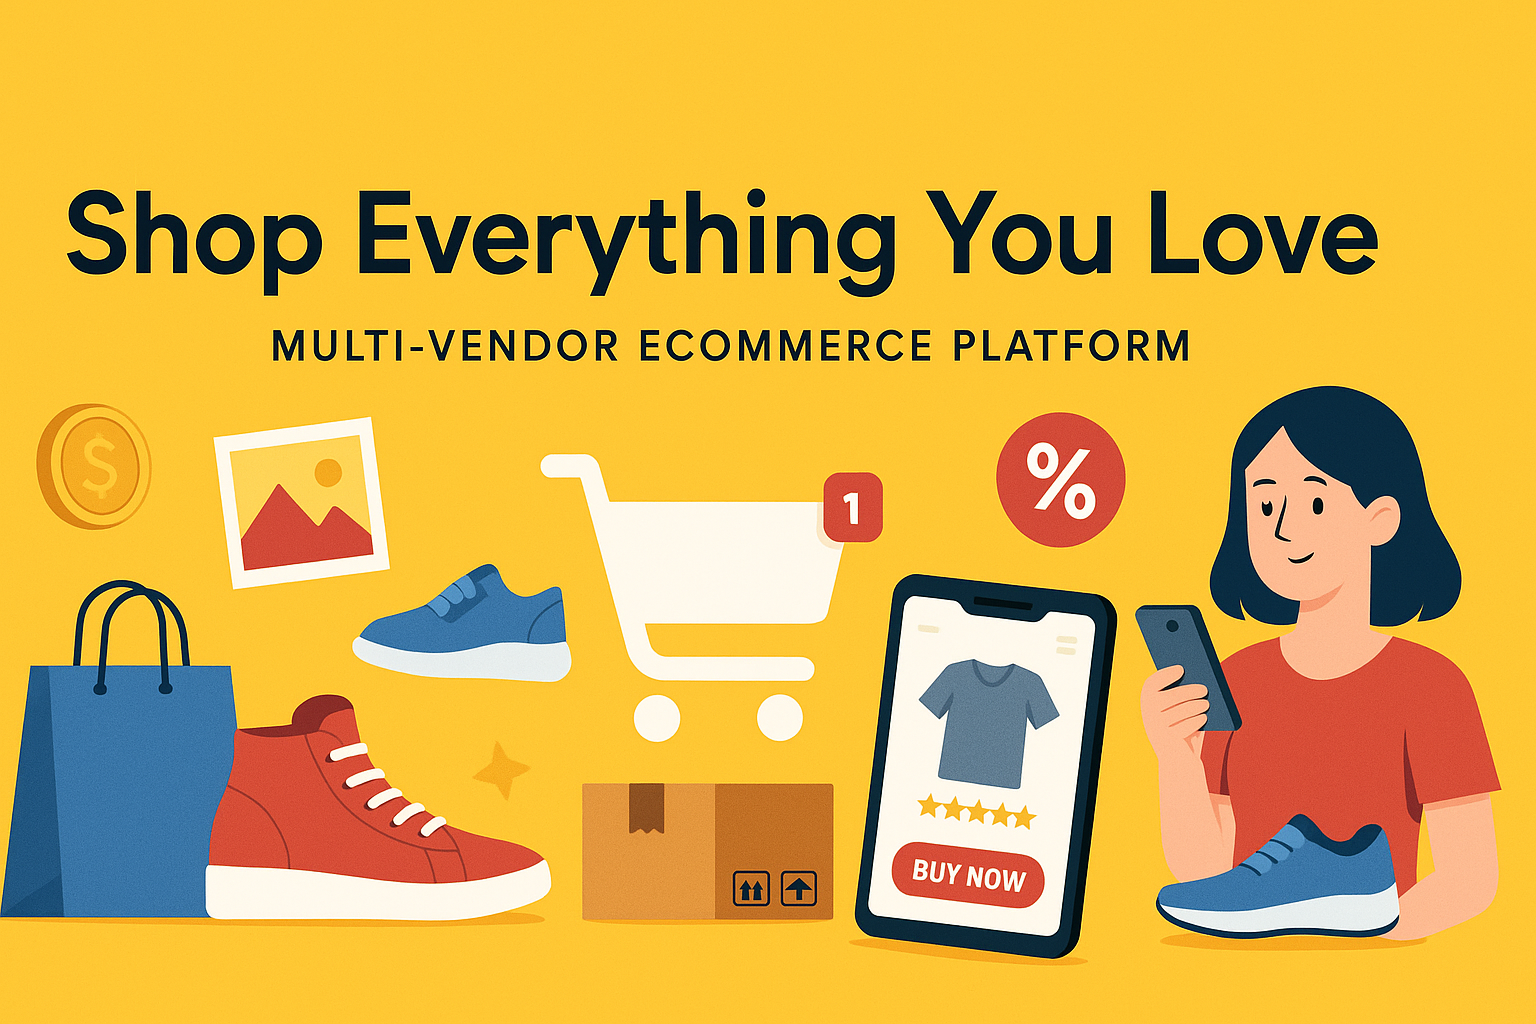 Shop Everything You Love
MULTI-VENDOR ECOMMERCE PLATFORM
$
1
%
BUY NOW